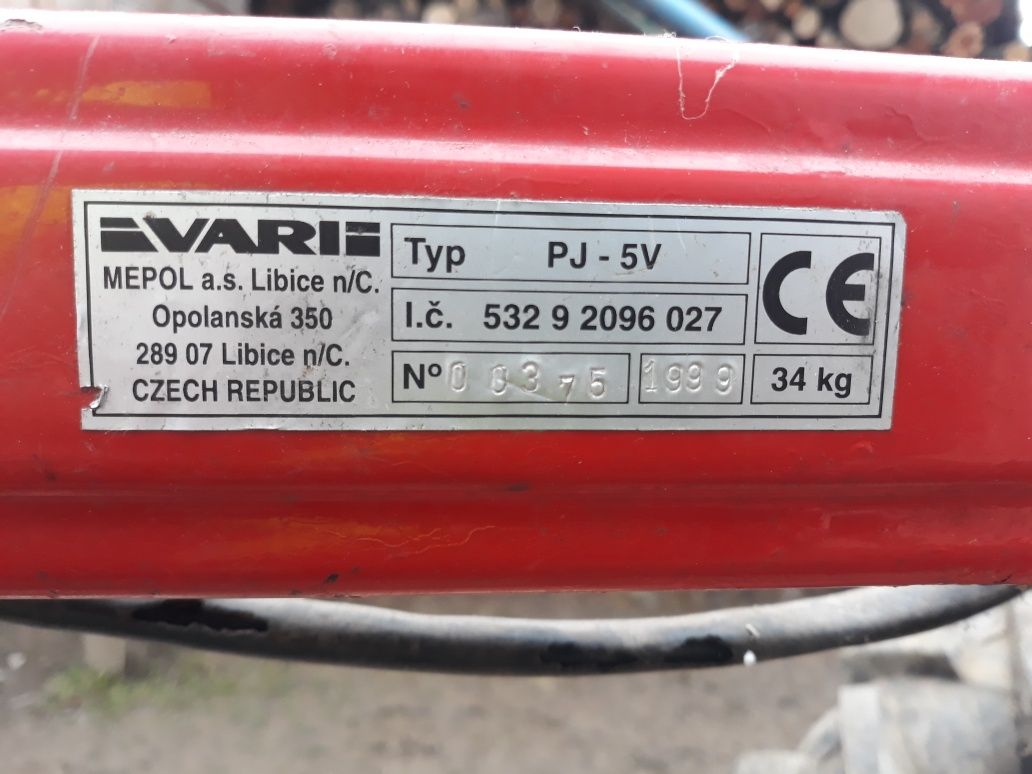 VARI
MEPOL a.s. Libice n/C.
Opolanská 350
289 07 Libice n/C.
CZECH REPUBLIC
Typ PJ - 5V
I.č. 532 9 2096 027
Nº 00375 1999
CE
34 kg